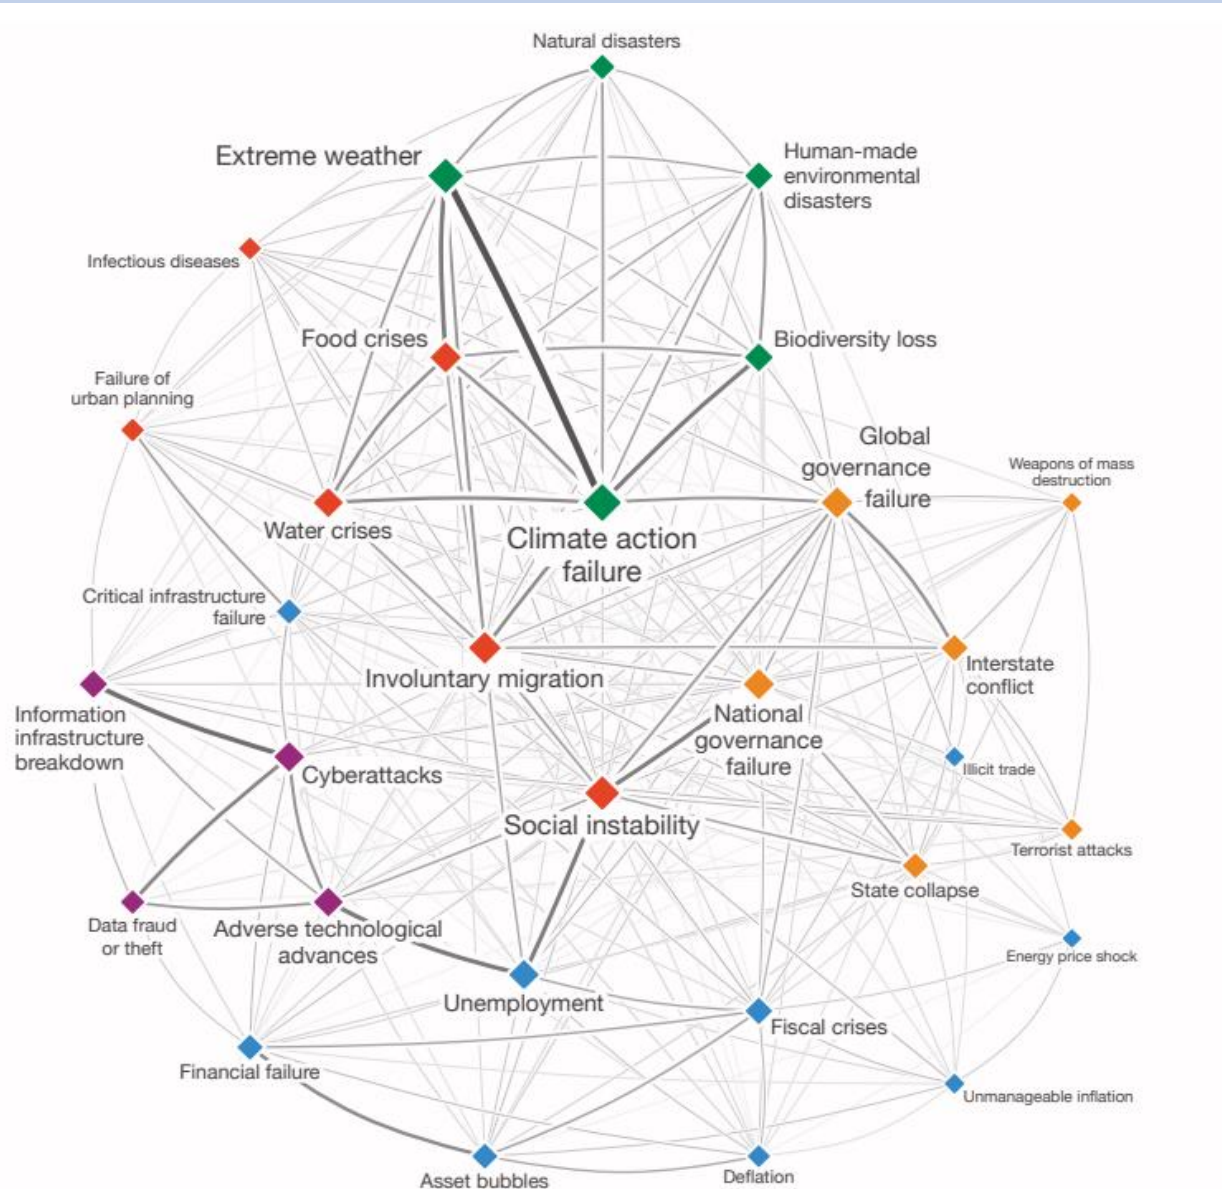 Natural disasters
Extreme weather
Human-made
environmental
disasters
Infectious diseases
Food crises
Biodiversity loss
Failure of
urban planning
Global
governance
failure
Weapons of mass
destruction
Water crises
Climate action
failure
Critical infrastructure
failure
Involuntary migration
Interstate
conflict
Information
infrastructure
breakdown
National
governance
failure
Cyberattacks
Illicit trade
Social instability
Terrorist attacks
State collapse
Data fraud
or theft
Adverse technological
advances
Energy price shock
Unemployment
Fiscal crises
Financial failure
Unmanageable inflation
Asset bubbles
Deflation